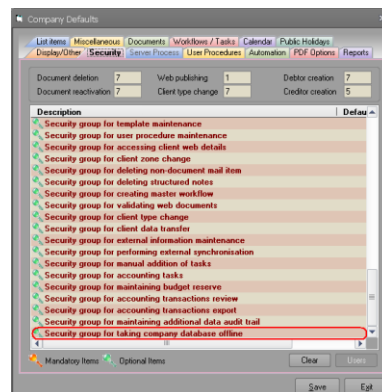 Company Defaults
List items Miscellaneous Documents Workflows / Tasks Calendar Public Holidays
Display/Other Security Server Process User Procedures Automation PDF Options Reports
Document deletion 7 Web publishing 1 Debtor creation 7
Document reactivation 7 Client type change 7 Creditor creation 5
Description Defau
Security group for template maintenance
Security group for user procedure maintenance
Security group for accessing client web details
Security group for client zone change
Security group for deleting non-document mail item
Security group for deleting structured notes
Security group for creating master workflow
Security group for validating web documents
Security group for client type change
Security group for client data transfer
Security group for external information maintenance
Security group for performing external synchronisation
Security group for manual addition of tasks
Security group for accounting tasks
Security group for maintaining budget reserve
Security group for accounting transactions review
Security group for accounting transactions export
Security group for maintaining additional data audit trail
Security group for taking company database offline
Mandatory Items Optional Items Clear Users
Save Exit